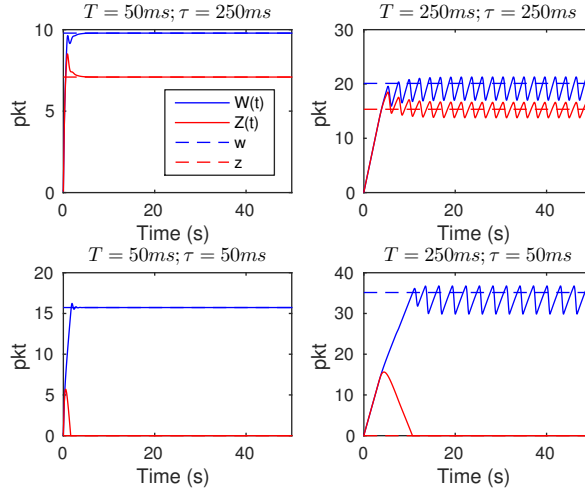 T = 50ms; τ = 250ms
T = 250ms; τ = 250ms
10
5
0
pkt
0
20
40
Time (s)
W(t)
Z(t)
w
z
30
20
10
0
pkt
0
20
40
Time (s)
T = 50ms; τ = 50ms
T = 250ms; τ = 50ms
20
15
10
5
0
pkt
0
20
40
Time (s)
40
30
20
10
0
pkt
0
20
40
Time (s)